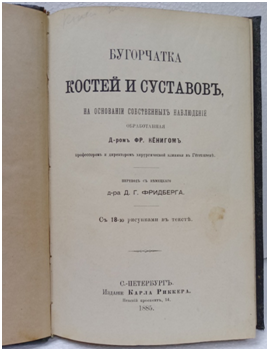 БУГОРЧАТКА
КОСТЕЙ И СУСТАВОВЪ,
НА ОСНОВАНІИ СОБСТВЕННЫХЪ НАБЛЮДЕНІЙ
ОБРАБОТАННАЯ
Д-ромъ ФР. КЁНИГОМЪ
профессоромъ и директоромъ хирургической клиники въ Гёттингенѣ.
ПЕРЕВОДЪ СЪ НѢМЕЦКАГО
д-ра Д. Г. ФРИДБЕРГА.
Съ 18-ю рисунками въ текстѣ.
С.-ПЕТЕРБУРГЪ.
Изданіе Карла Риккера.
Невскій проспектъ, 14.
1885.